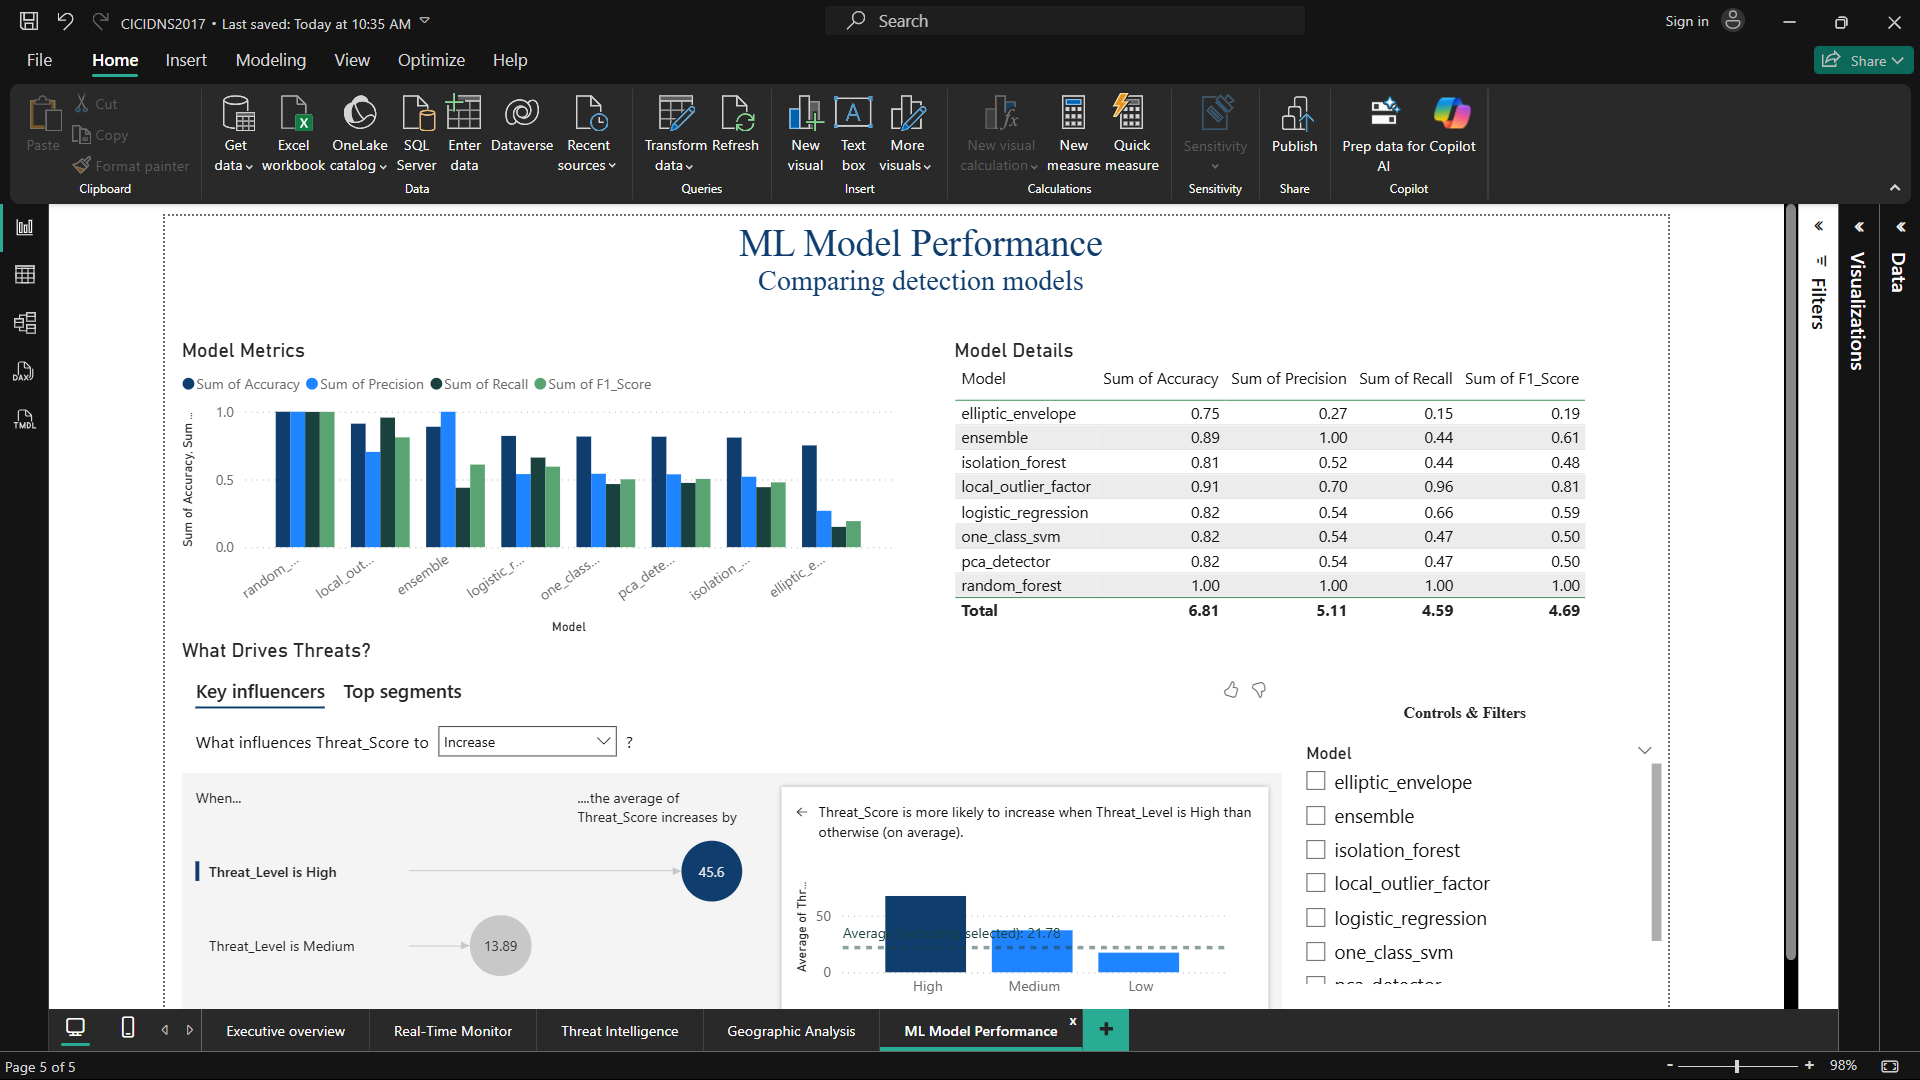 CICIDNS2017 • Last saved: Today at 10:35 AM
Search
Sign in
File Home Insert Modeling View Optimize Help
Share
Paste
Cut
Copy
Format painter
Clipboard
Get data
Excel workbook
OneLake catalog
SQL Server
Enter data
Dataverse
Recent sources
Data
Transform data
Refresh
Queries
New visual
Text box
More visuals
Insert
New visual calculation
New measure
Quick measure
Calculations
Sensitivity
Sensitivity
Publish
Share
Prep data for AI
Copilot
Copilot
DAX
TMDL
ML Model Performance
Comparing detection models
Model Metrics
Sum of Accuracy Sum of Precision Sum of Recall Sum of F1_Score
Sum of Accuracy, Sum ...
1.0
0.5
0.0
random_... local_out... ensemble logistic_r... one_class... pca_dete... isolation_... elliptic_e...
Model
Model Details
Model Sum of Accuracy Sum of Precision Sum of Recall Sum of F1_Score
elliptic_envelope 0.75 0.27 0.15 0.19
ensemble 0.89 1.00 0.44 0.61
isolation_forest 0.81 0.52 0.44 0.48
local_outlier_factor 0.91 0.70 0.96 0.81
logistic_regression 0.82 0.54 0.66 0.59
one_class_svm 0.82 0.54 0.47 0.50
pca_detector 0.82 0.54 0.47 0.50
random_forest 1.00 1.00 1.00 1.00
Total 6.81 5.11 4.59 4.69
What Drives Threats?
Key influencers Top segments
What influences Threat_Score to Increase ?
When...
....the average of
Threat_Score increases by
Threat_Level is High 45.6
Threat_Level is Medium 13.89
Threat_Score is more likely to increase when Threat_Level is High than
otherwise (on average).
Average of Thr...
50
0
selected): 21.78
High Medium Low
Controls & Filters
Model
elliptic_envelope
ensemble
isolation_forest
local_outlier_factor
logistic_regression
one_class_svm
pca_detector
Filters
Visualizations
Data
Executive overview Real-Time Monitor Threat Intelligence Geographic Analysis ML Model Performance x +
Page 5 of 5
- + 98%